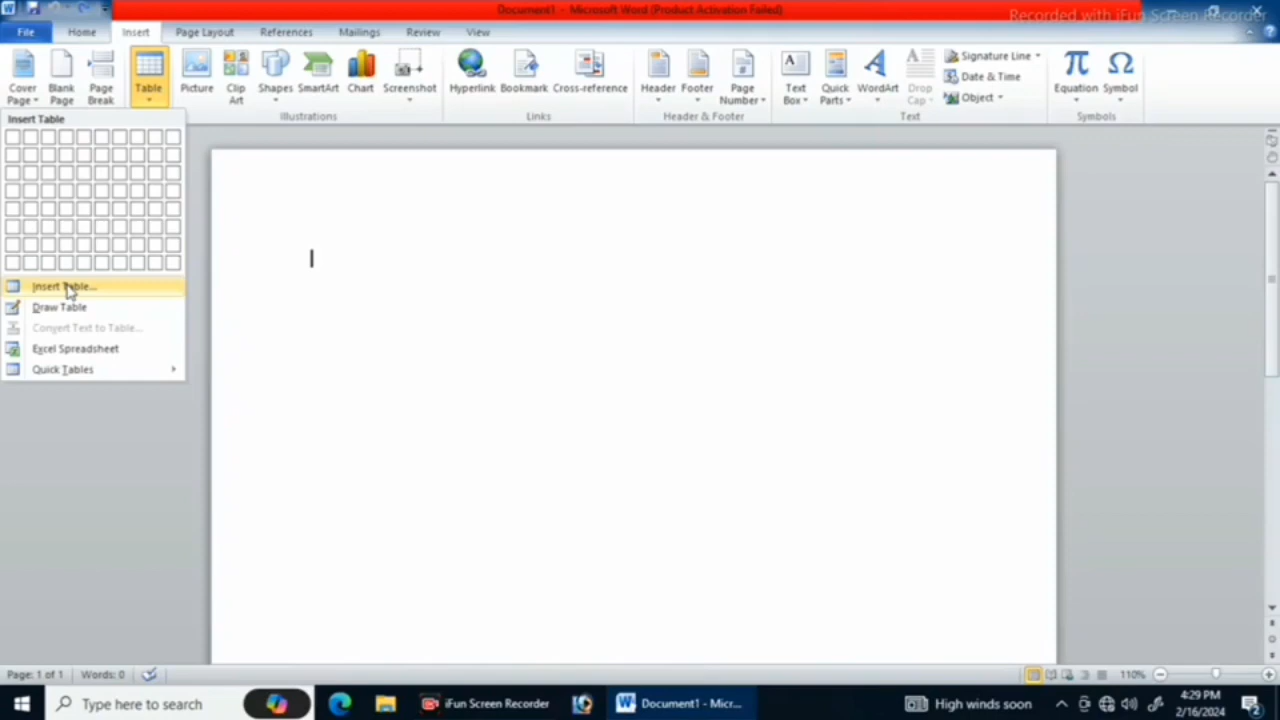 Document1 - Microsoft Word (Product Activation Failed)
Recorded with iFun Screen Recorder
File Home Insert Page Layout References Mailings Review View
Cover Page
Blank Page
Page Break
Table
Picture
Clip Art
Shapes
SmartArt
Chart
Screenshot
Hyperlink
Bookmark
Cross-reference
Header
Footer
Page Number
Text Box
Quick Parts
WordArt
Drop Cap
Signature Line
Date & Time
Object
Equation
Symbol
Illustrations
Links
Header & Footer
Text
Symbols
Insert Table
Insert Table...
Draw Table
Convert Text to Table...
Excel Spreadsheet
Quick Tables
Page: 1 of 1 Words: 0
110%
Type here to search
iFun Screen Recorder
Document1 - Micr...
High winds soon
4:29 PM
2/16/2024
2